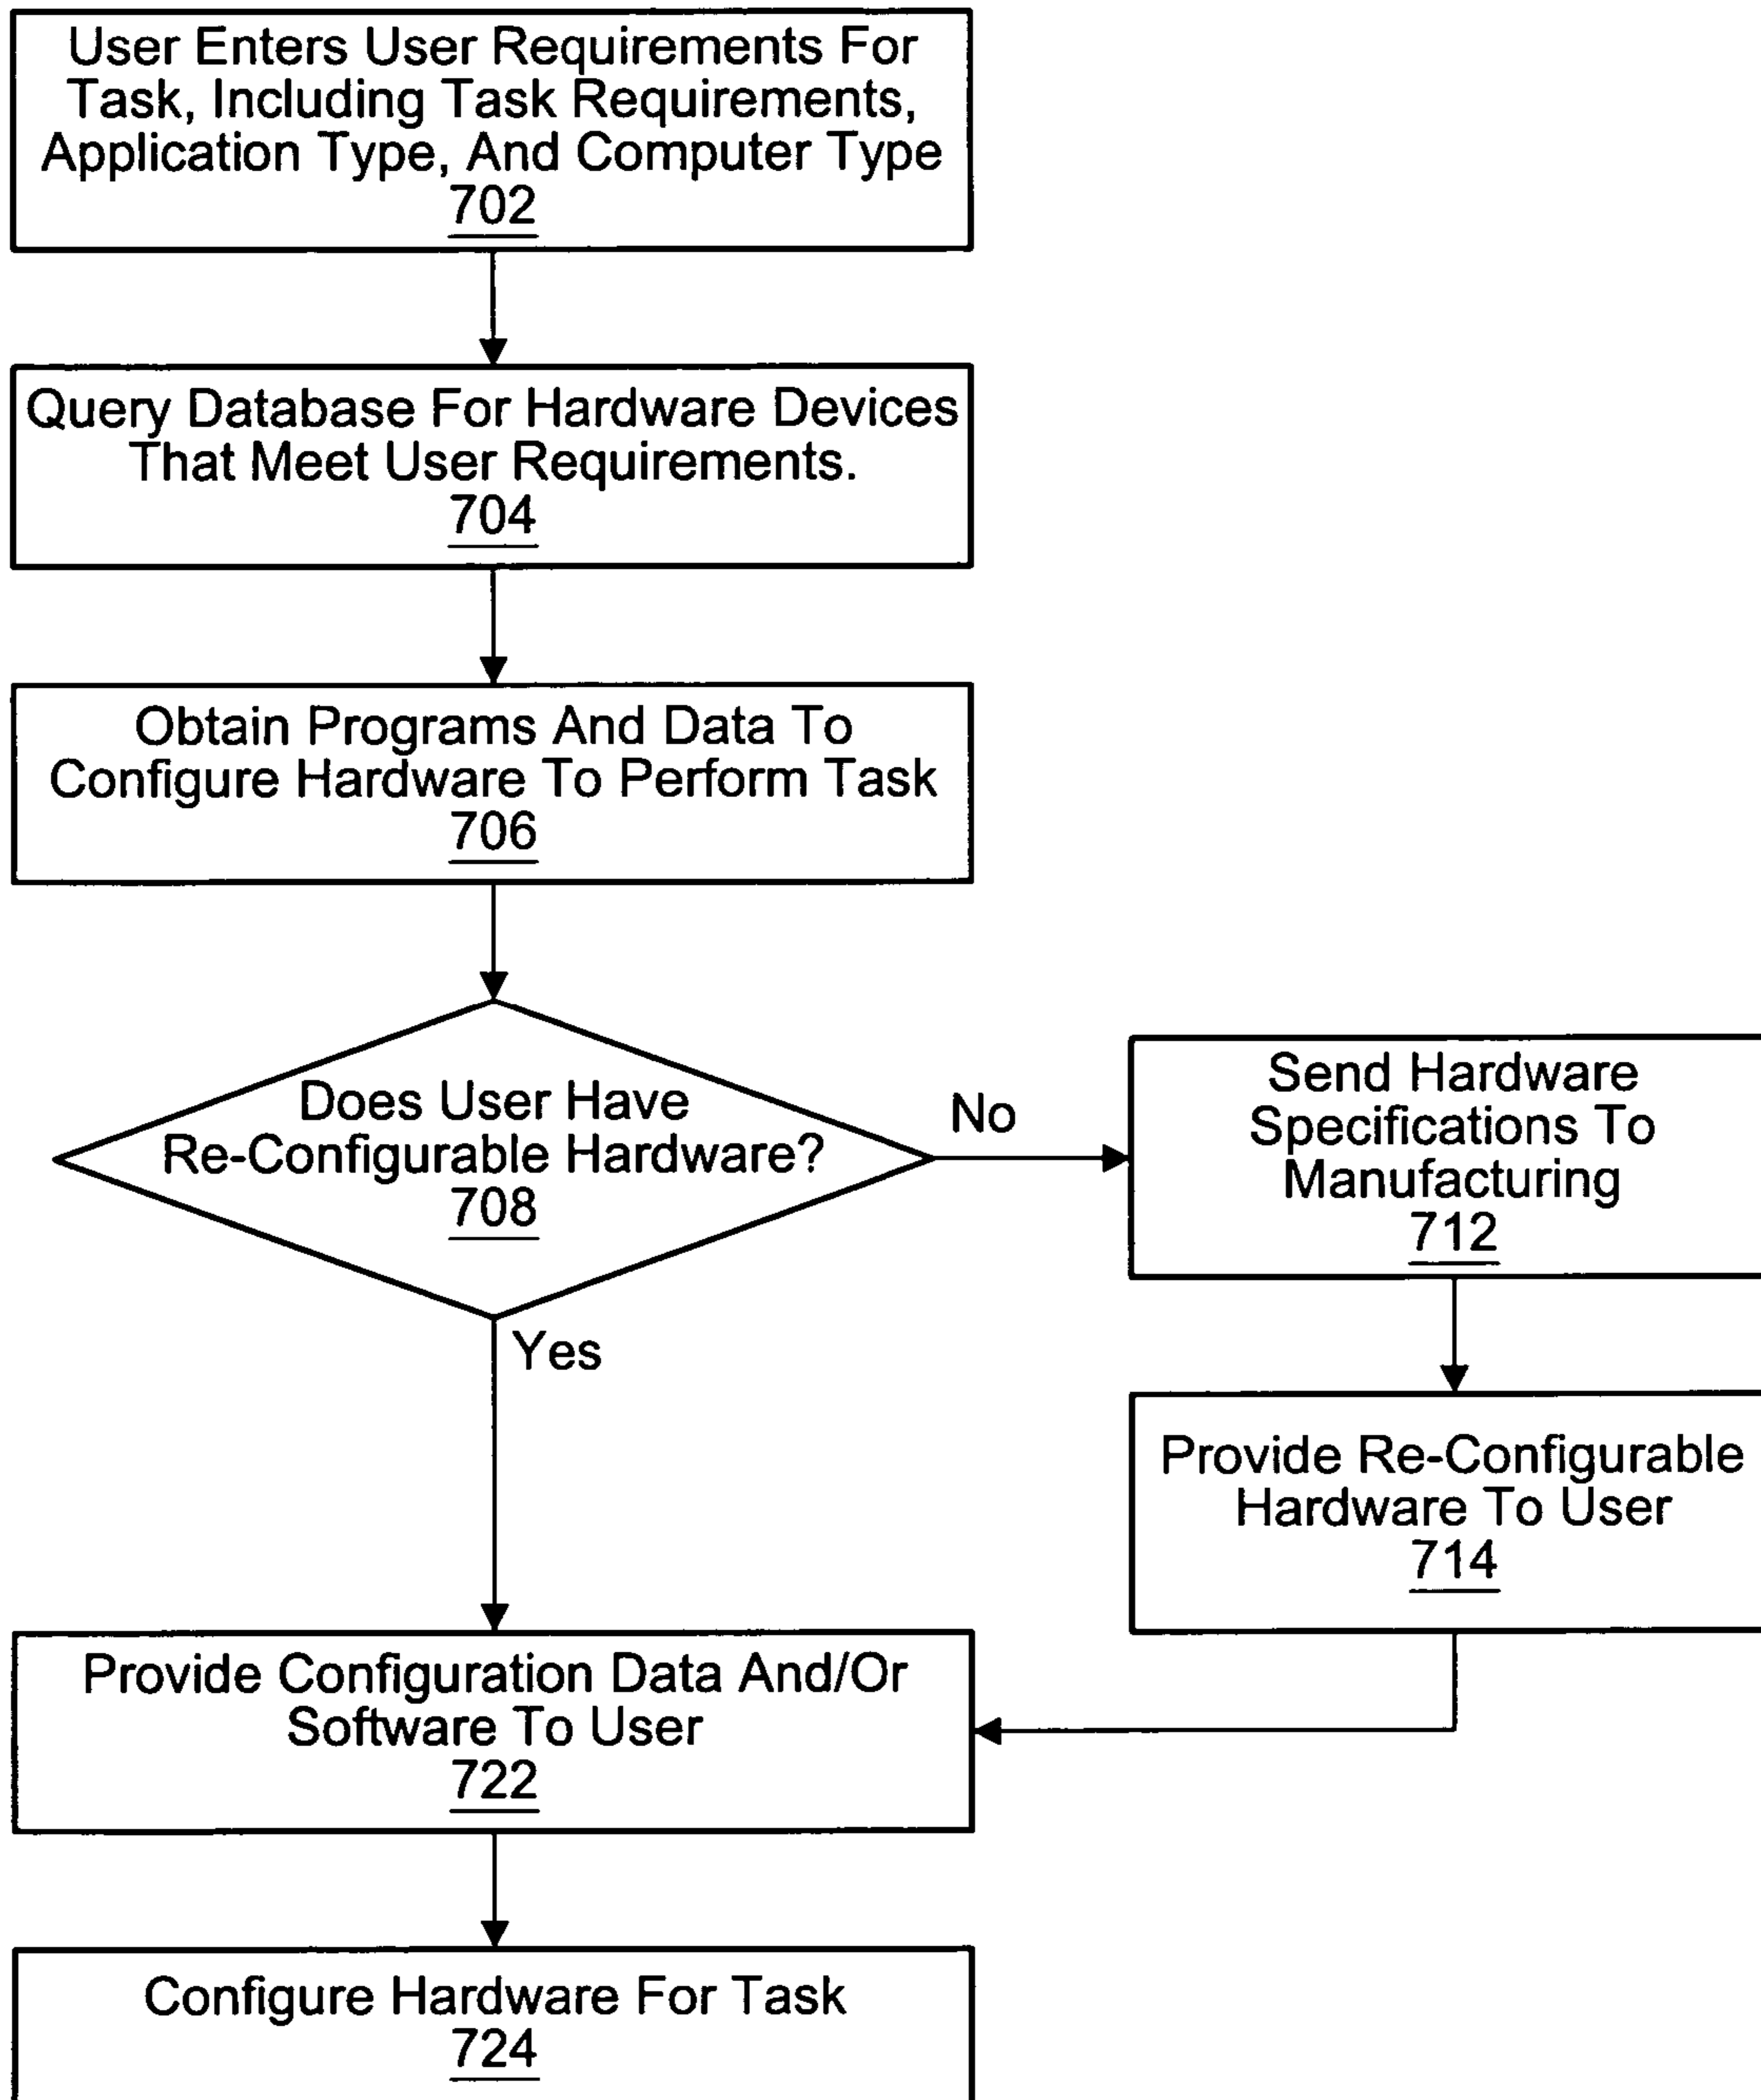 User Enters User Requirements For
Task, Including Task Requirements,
Application Type, And Computer Type
702
Query Database For Hardware Devices
That Meet User Requirements.
704
Obtain Programs And Data To
Configure Hardware To Perform Task
706
Does User Have
Re-Configurable Hardware?
708
No
Yes
Send Hardware
Specifications To
Manufacturing
712
Provide Re-Configurable
Hardware To User
714
Provide Configuration Data And/Or
Software To User
722
Configure Hardware For Task
724